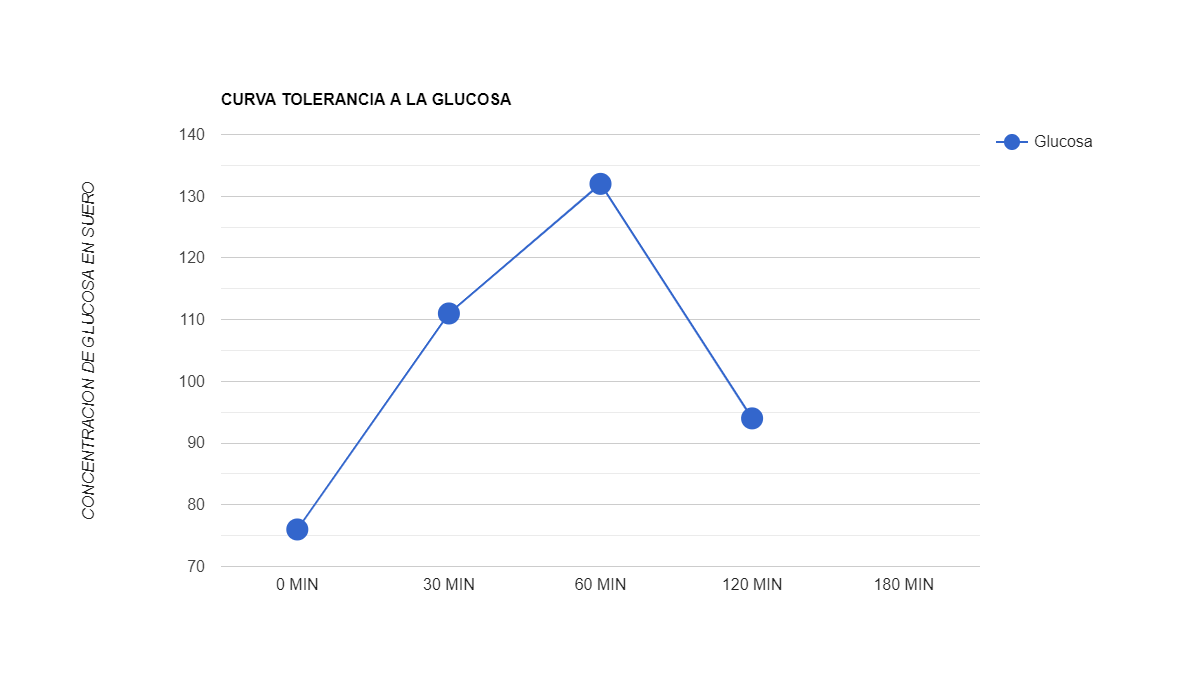 CURVA TOLERANCIA A LA GLUCOSA
Glucosa
CONCENTRACION DE GLUCOSA EN SUERO
140
130
120
110
100
90
80
70
0 MIN
30 MIN
60 MIN
120 MIN
180 MIN